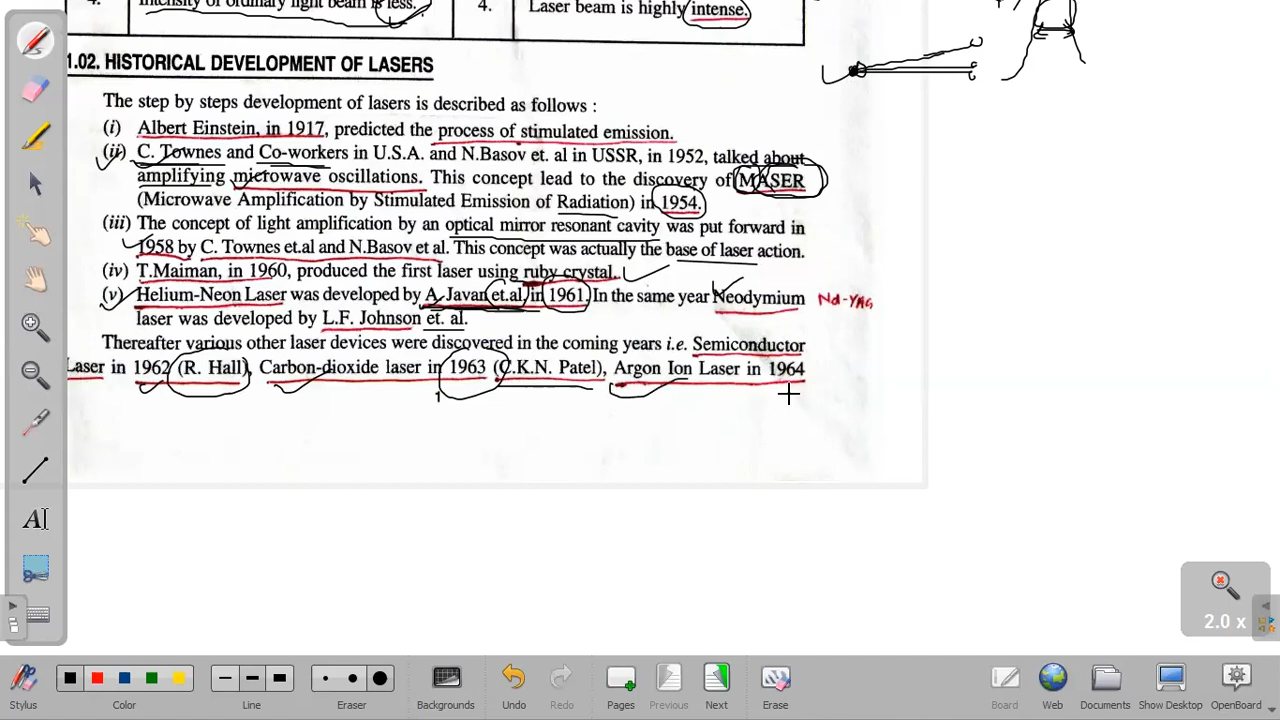 4. Intensity of ordinary light beam is less. 4. Laser beam is highly intense.
1.02. HISTORICAL DEVELOPMENT OF LASERS
The step by steps development of lasers is described as follows :
(i) Albert Einstein, in 1917, predicted the process of stimulated emission.
(ii) C. Townes and Co-workers in U.S.A. and N.Basov et. al in USSR, in 1952, talked about
amplifying microwave oscillations. This concept lead to the discovery of MASER
(Microwave Amplification by Stimulated Emission of Radiation) in 1954.
(iii) The concept of light amplification by an optical mirror resonant cavity was put forward in
1958 by C. Townes et.al and N.Basov et al. This concept was actually the base of laser action.
(iv) T.Maiman, in 1960, produced the first laser using ruby crystal.
(v) Helium-Neon Laser was developed by A. Javan et.al in 1961. In the same year Neodymium Nd-YAG
laser was developed by L.F. Johnson et. al.
Thereafter various other laser devices were discovered in the coming years i.e. Semiconductor
Laser in 1962 (R. Hall), Carbon-dioxide laser in 1963 (C.K.N. Patel), Argon Ion Laser in 1964
2.0 x
Stylus Color Line Eraser Backgrounds Undo Redo Pages Previous Next Erase Board Web Documents Show Desktop OpenBoard